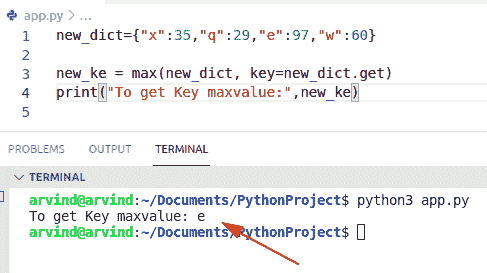 app.py > ...
1 new_dict={"x":35,"q":29,"e":97,"w":60}
2
3 new_ke = max(new_dict, key=new_dict.get)
4 print("To get Key maxvalue:",new_ke)
5
PROBLEMS OUTPUT TERMINAL
TERMINAL
arvind@arvind:~/Documents/PythonProject$ python3 app.py
To get Key maxvalue: e
arvind@arvind:~/Documents/PythonProject$